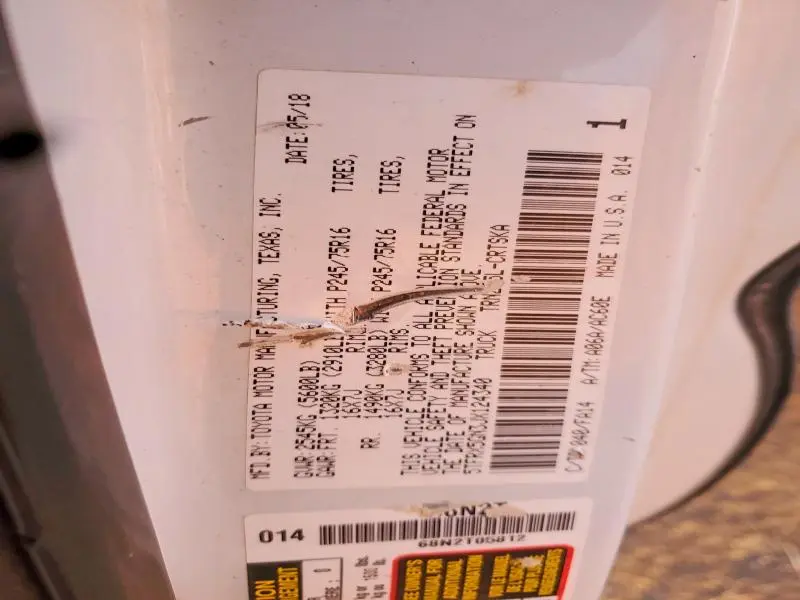 MFD.BY:TOYOTA MOTOR MANUFACTURING, TEXAS, INC. DATE:05/18
GVWR:2545KG (5600LB)
GAWR:FRT. 1320KG (2910LB) WITH P245/75R16 TIRES,
16X7J RIMS
RR. 1490KG (3280LB) WITH P245/75R16 TIRES,
16X7J RIMS.
THIS VEHICLE CONFORMS TO ALL APPLICABLE FEDERAL MOTOR
VEHICLE SAFETY AND THEFT PREVENTION STANDARDS IN EFFECT ON
THE DATE OF MANUFACTURE SHOWN ABOVE.
TRUCK
C/TR:040/FA14 A/TM:A06A/AC60E MADE IN U.S.A. 014
1
014
68N2T05812